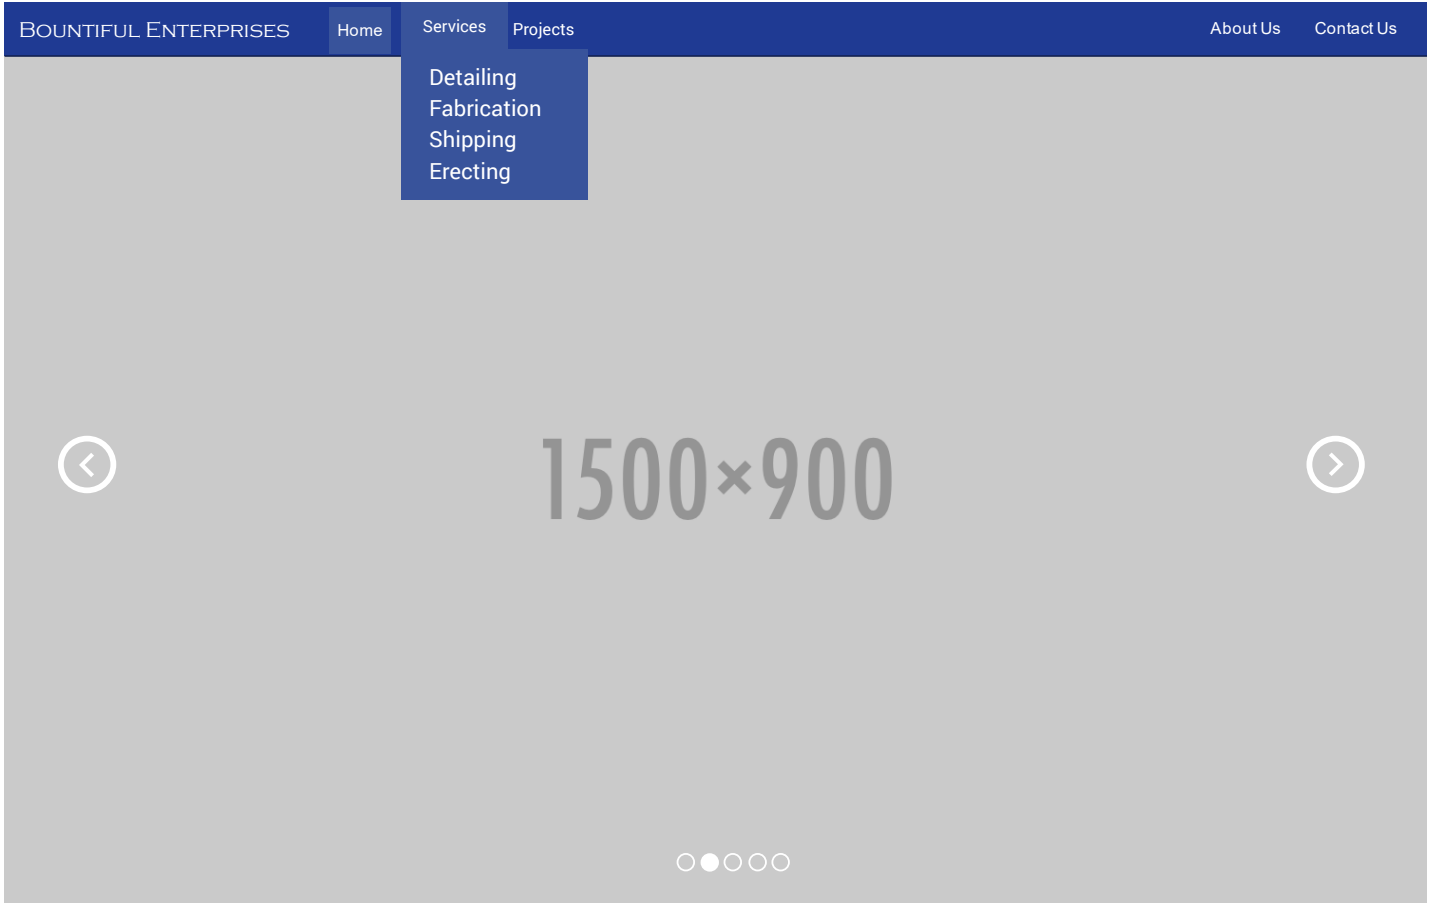 Bountiful Enterprises Home Services Projects About Us Contact Us
Detailing
Fabrication
Shipping
Erecting
1500×900